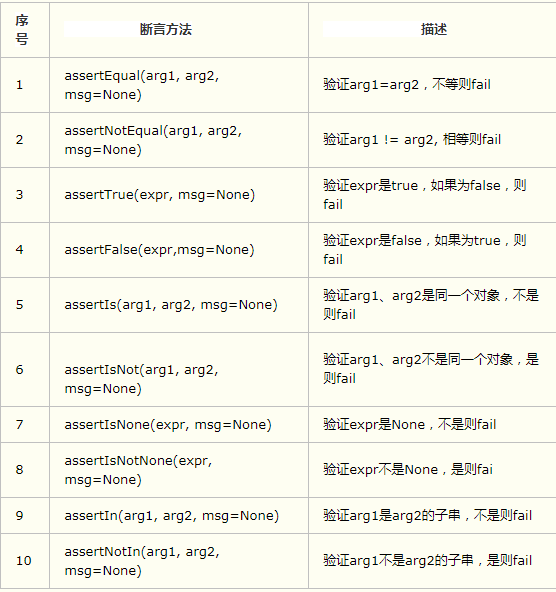 序
号
断言方法
描述
1
assertEqual(arg1, arg2,
msg=None)
验证arg1=arg2，不等则fail
2
assertNotEqual(arg1, arg2,
msg=None)
验证arg1 != arg2, 相等则fail
3
assertTrue(expr, msg=None)
验证expr是true，如果为false，则
fail
4
assertFalse(expr,msg=None)
验证expr是false，如果为true，则
fail
5
assertIs(arg1, arg2, msg=None)
验证arg1、arg2是同一个对象，不是
则fail
6
assertIsNot(arg1, arg2,
msg=None)
验证arg1、arg2不是同一个对象，是
则fail
7
assertIsNone(expr, msg=None)
验证expr是None，不是则fail
8
assertIsNotNone(expr,
msg=None)
验证expr不是None，是则fai
9
assertIn(arg1, arg2, msg=None)
验证arg1是arg2的子串，不是则fail
10
assertNotIn(arg1, arg2,
msg=None)
验证arg1不是arg2的子串，是则fail